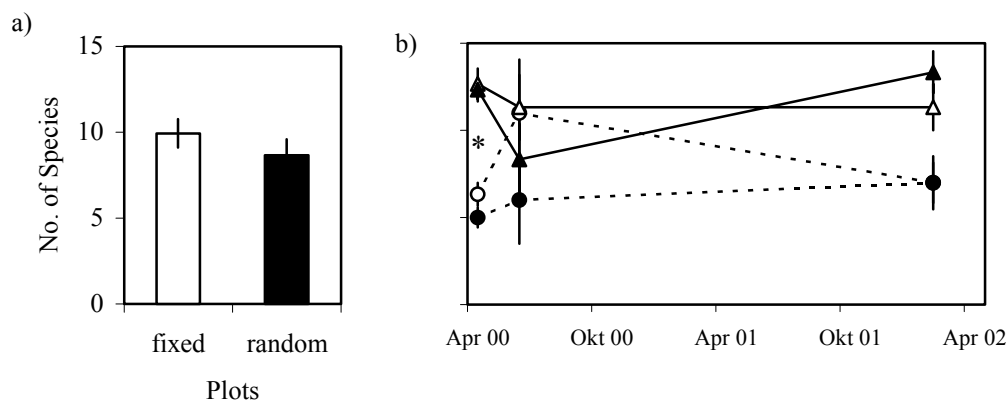 a)
15
10
5
0
No. of Species
fixed random
Plots
b)
*
Apr 00 Okt 00 Apr 01 Okt 01 Apr 02